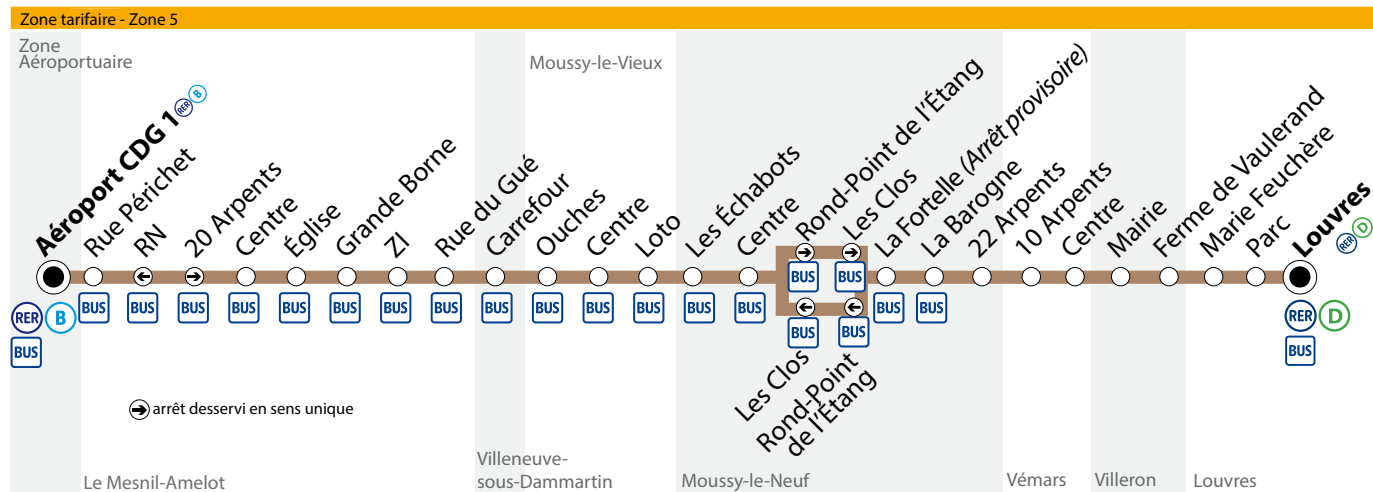 Zone tarifaire - Zone 5
Zone
Aéroportuaire
Moussy-le-Vieux
Aéroport CDG 1 RER B
Rue Périchet
RN
20 Arpents
Centre
Église
Grande Borne
ZI
Rue du Gué
Carrefour
Ouches
Centre
Loto
Les Échabots
Centre
Rond-Point de l'Étang
Les Clos
La Fortelle (Arrêt provisoire)
La Barogne
22 Arpents
10 Arpents
Centre
Mairie
Ferme de Vaulerand
Marie Feuchère
Parc
Louvres
RER D
BUS BUS
RER B
BUS BUS BUS BUS BUS BUS BUS BUS BUS BUS BUS BUS BUS BUS BUS BUS
RER D
BUS BUS
BUS
BUS
Les Clos
Rond-Point
de l'Étang
arrêt desservi en sens unique
Le Mesnil-Amelot
Villeneuve-
sous-Dammartin
Moussy-le-Neuf
Vémars
Villeron
Louvres